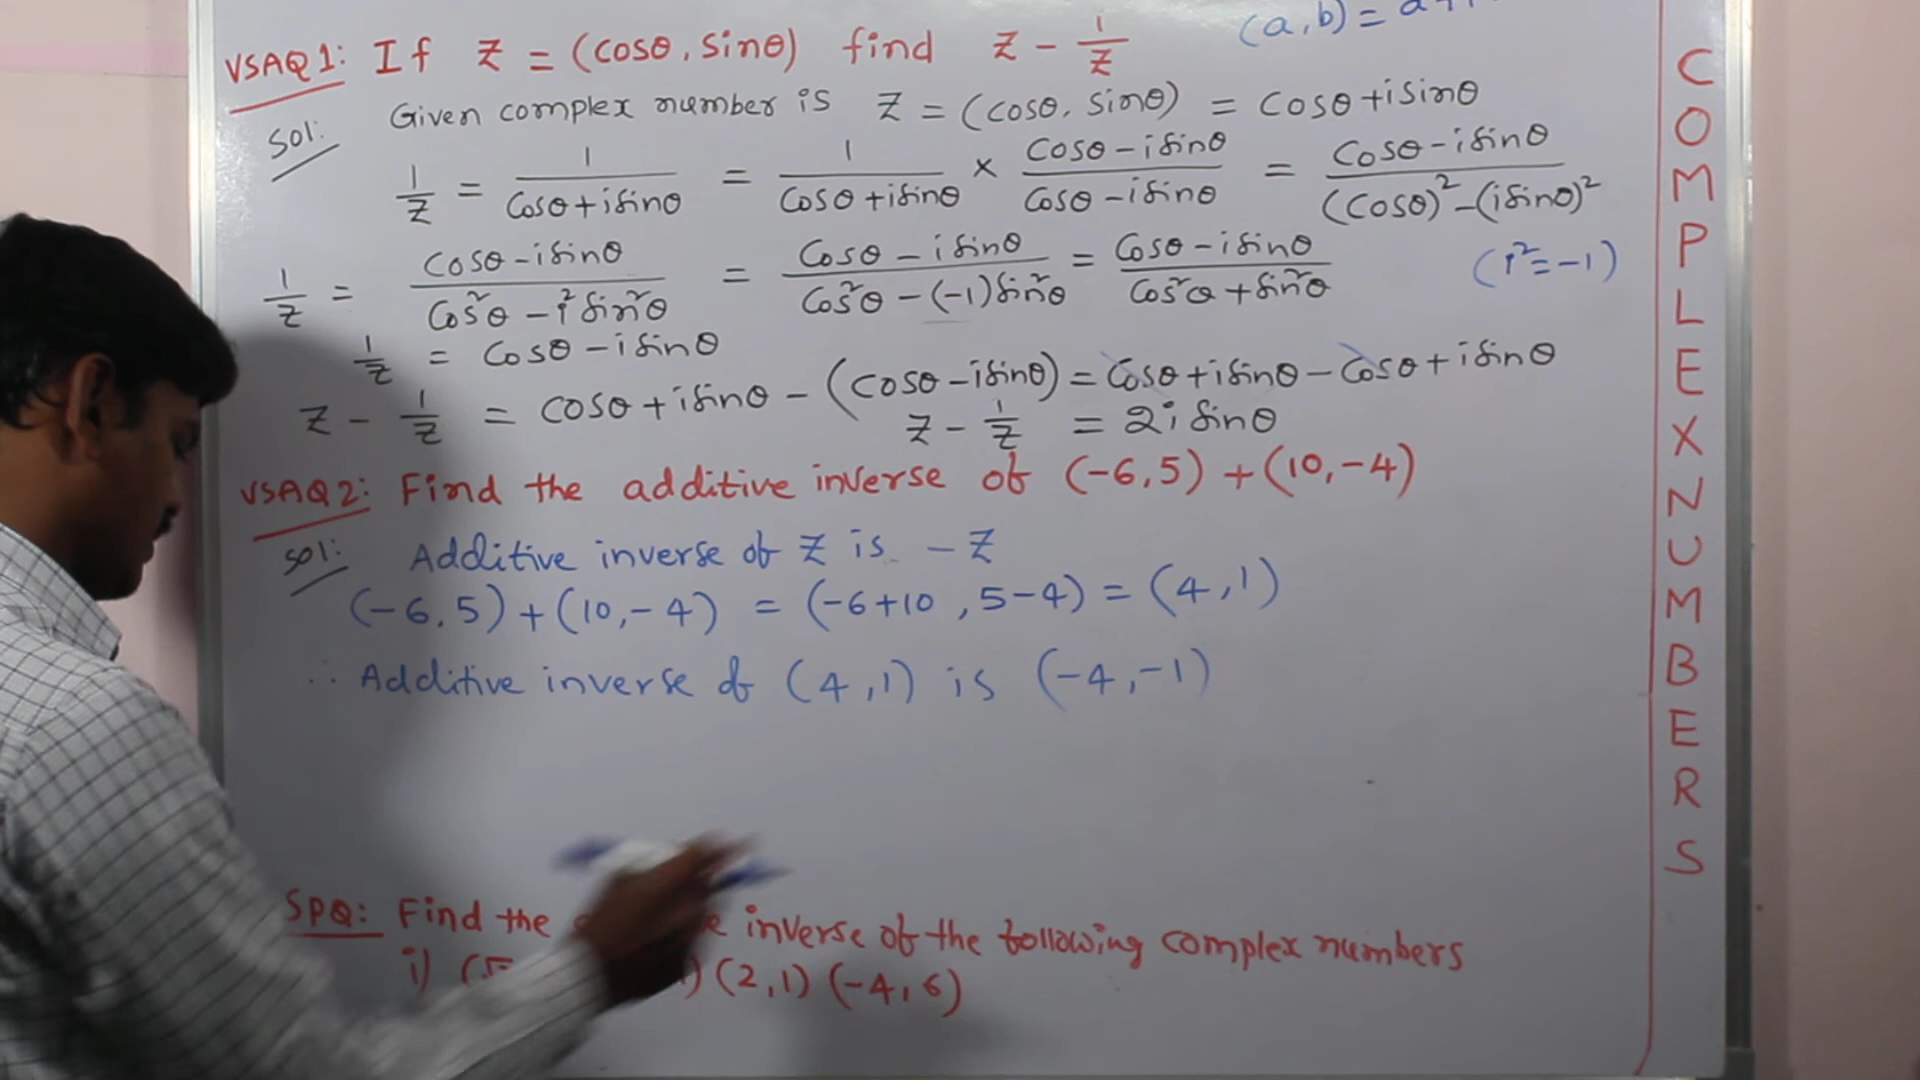 VSAQ1: If z = (cosθ, sinθ) find z - 1/z
(a,b) = a+
Sol: Given complex number is z = (cosθ, sinθ) = cosθ+isinθ
1/z = 1/(cosθ+isinθ) = 1/(cosθ+isinθ) × (cosθ-isinθ)/(cosθ-isinθ) = (cosθ-isinθ)/((cosθ)²-(isinθ)²)
1/z = (cosθ-isinθ)/(cos²θ-i²sin²θ) = (cosθ-isinθ)/(cos²θ-(-1)sin²θ) = (cosθ-isinθ)/(cos²θ+sin²θ) (i²=-1)
1/z = cosθ-isinθ
z - 1/z = cosθ+isinθ-(cosθ-isinθ) = cosθ+isinθ-cosθ+isinθ
z - 1/z = 2isinθ
VSAQ2: Find the additive inverse of (-6,5)+(10,-4)
Sol: Additive inverse of z is -z
(-6,5)+(10,-4) = (-6+10, 5-4) = (4,1)
∴ Additive inverse of (4,1) is (-4,-1)
SPQ: Find the inverse of the following complex numbers
i) (2,1) (-4,6)
COMPLEX NUMBERS